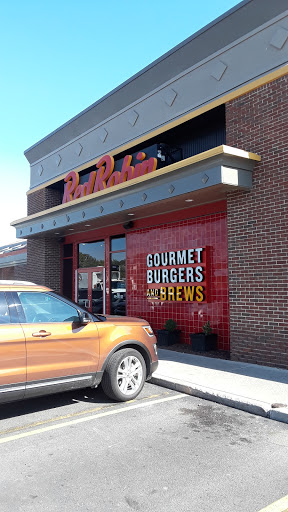 Red Robin
GOURMET
BURGERS
AND BREWS